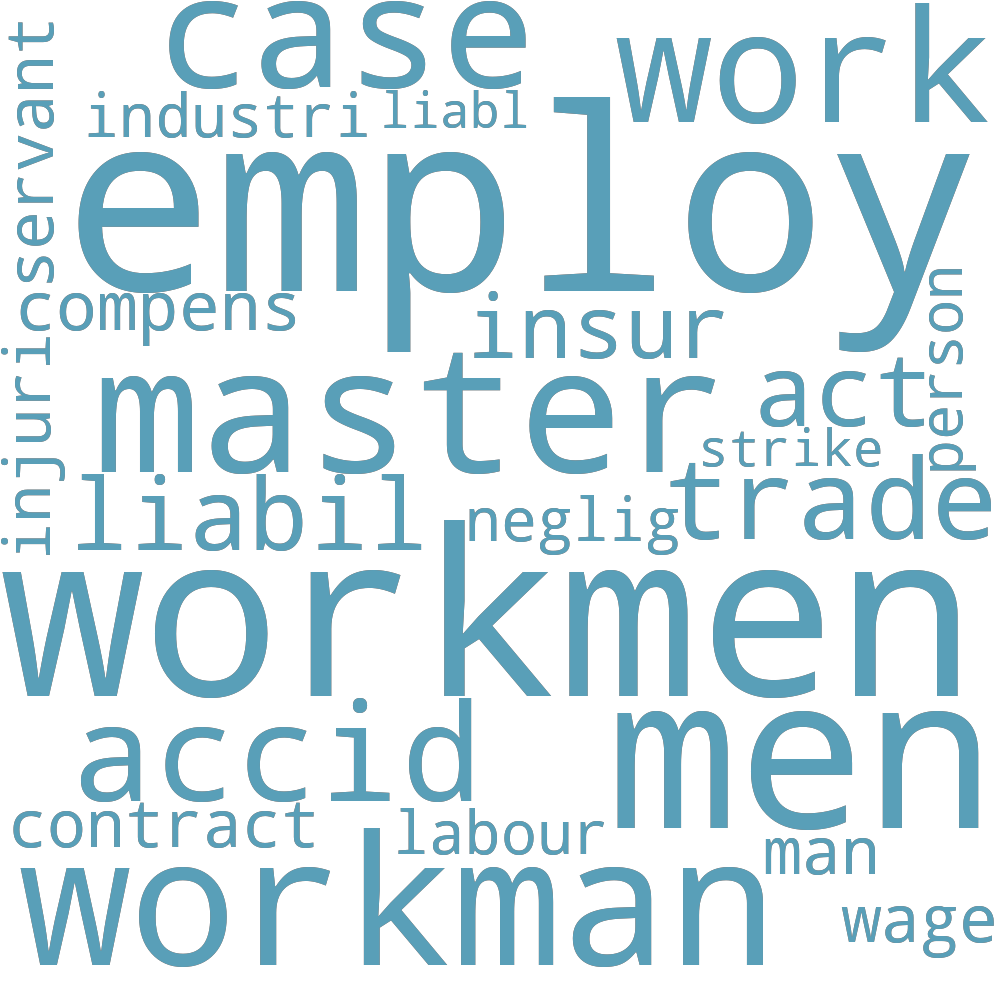 case
work
industri
liabl
servant
employ
compens
insur
person
injuri
master
act
strike
liabil
neglig
trade
workmen
accid
men
contract
labour
man
workman
wage